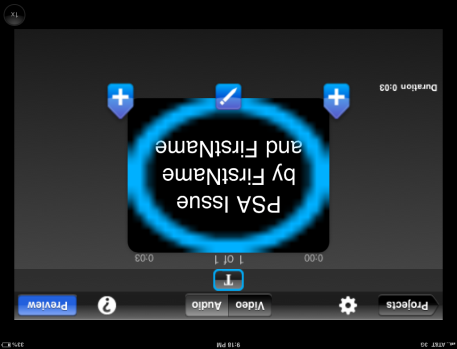 AT&T 3G 9:18 PM 33%
Projects Video Audio Preview
T
0:00 1 of 1 0:03
PSA Issue
by FirstName
and FirstName
Duration 0:03
1x